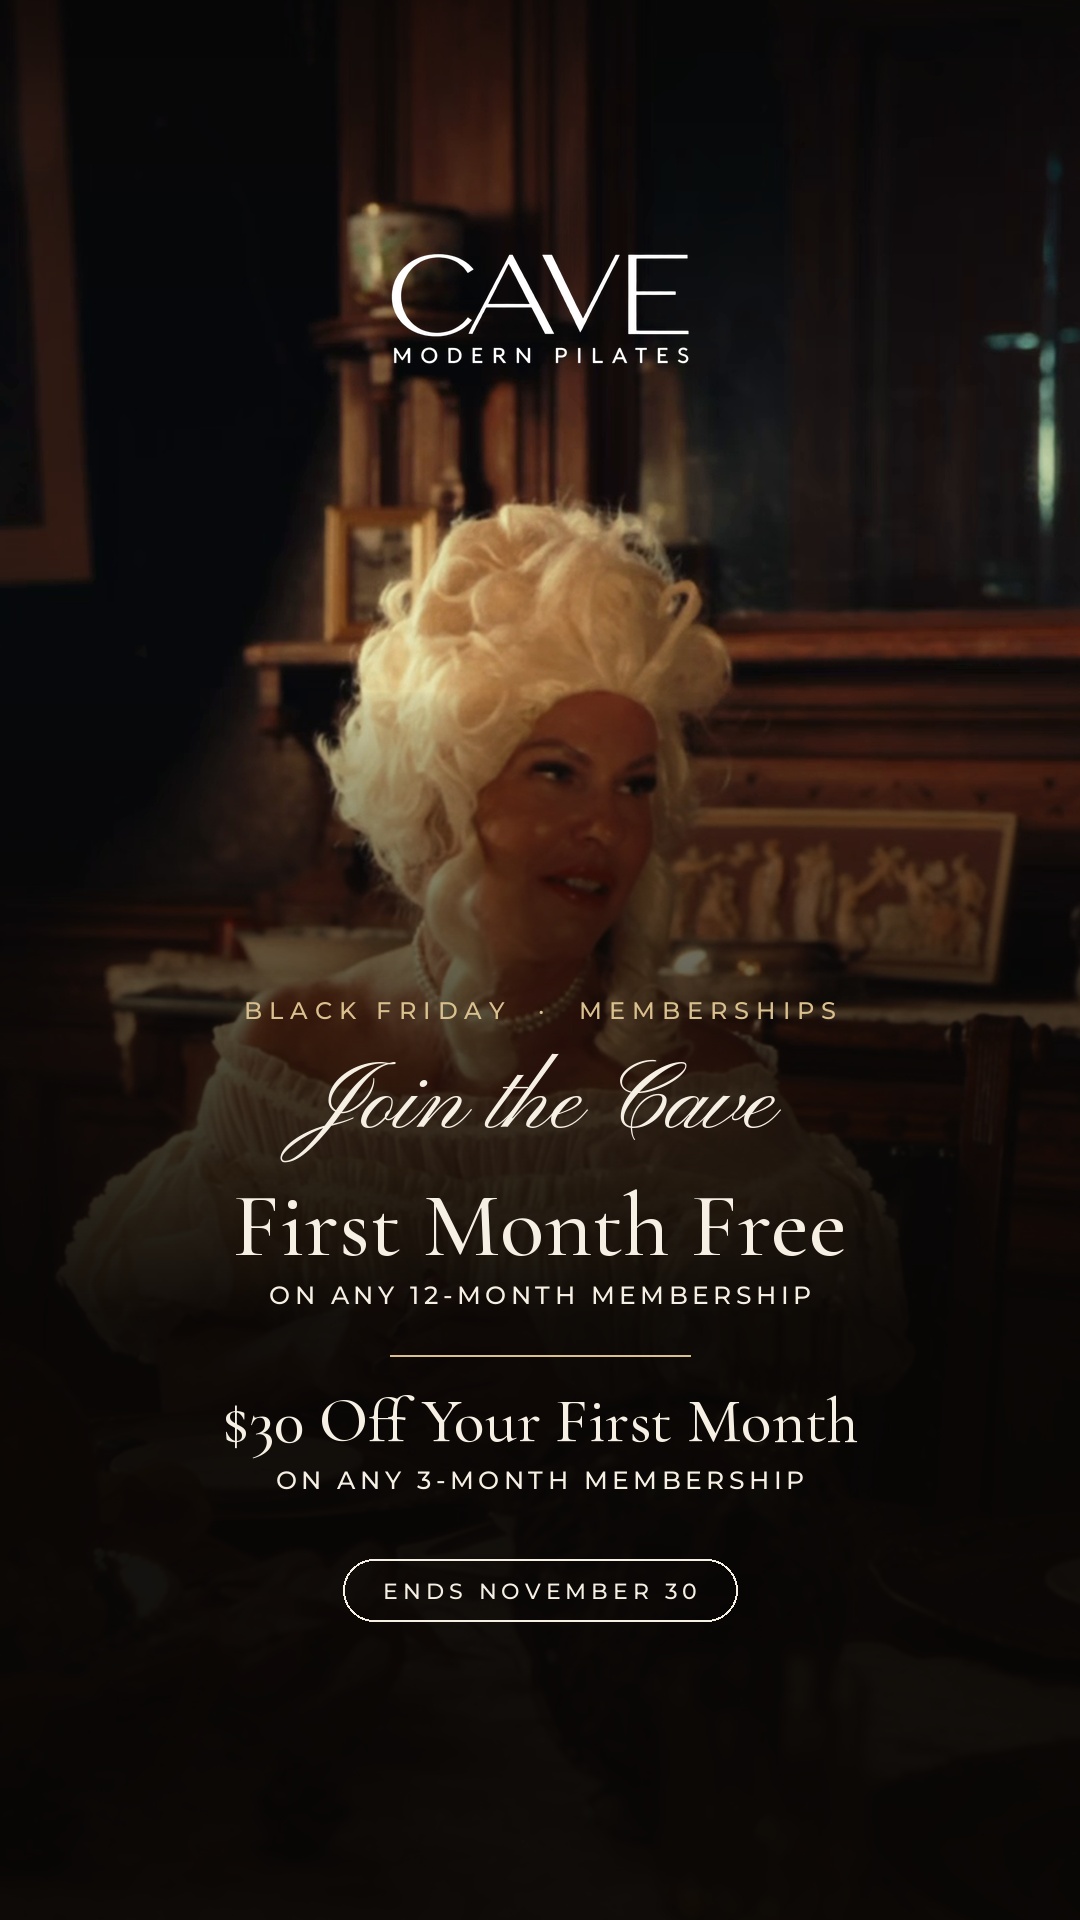 CAVE
MODERN PILATES
BLACK FRIDAY · MEMBERSHIPS
Join the Cave
First Month Free
ON ANY 12-MONTH MEMBERSHIP
$30 Off Your First Month
ON ANY 3-MONTH MEMBERSHIP
ENDS NOVEMBER 30